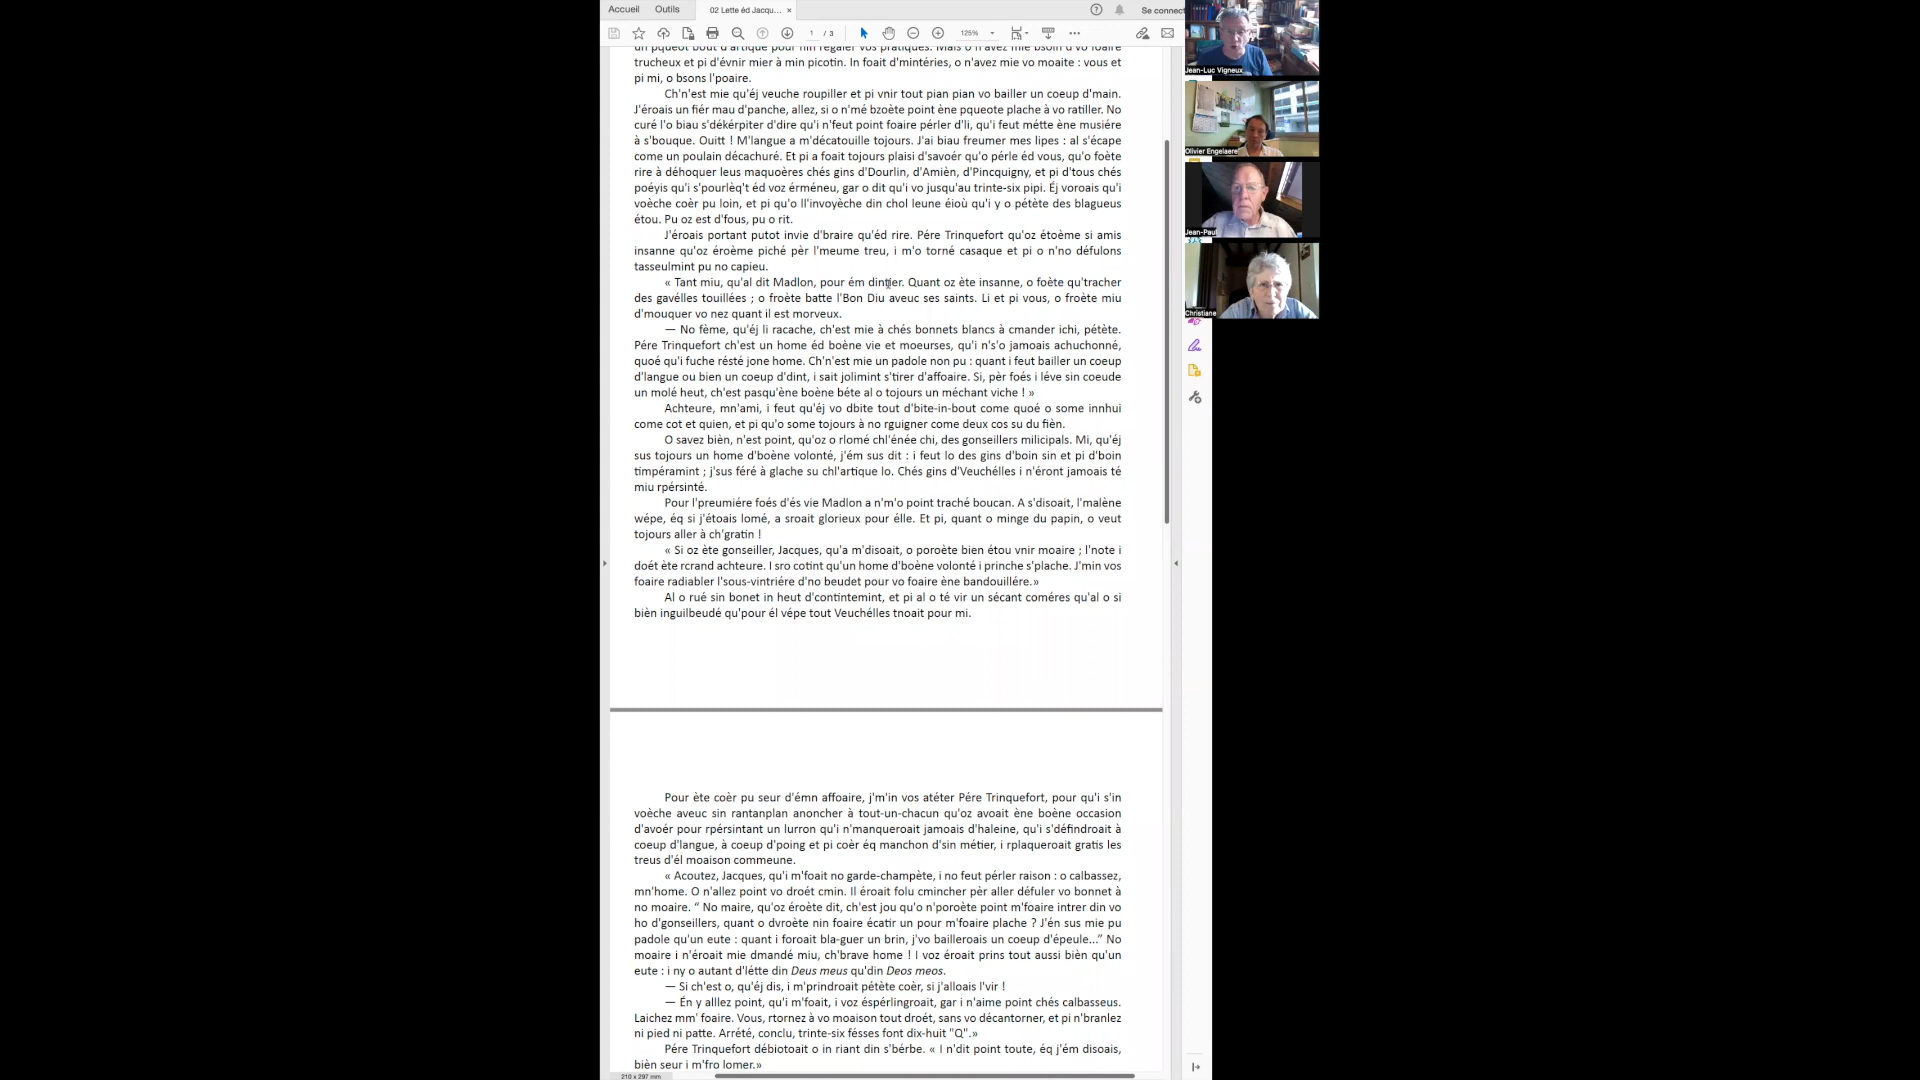 Accueil Outils 02 Lette éd Jacqu... × Se connect
1 / 3 125%
un pqueot bout d'artique pour nin régaler vos pratiques. Mais o n'avez mie bsoin d'vo foaire
trucheux et pi d'évnir mier à min picotin. In foait d'mintéries, o n'avez mie vo moaite : vous et
pi mi, o bsons l'poaire.
Ch'n'est mie qu'éj veuche roupiller et pi vnir tout pian pian vo bailler un coeup d'main.
J'érois un fiér mau d'panche, allez, si o n'mé bzoète point ène pqueote plache à vo ratiller. No
curé l'o biau s'dékérpiter d'dire qu'i n'feut point foaire pérler d'li, qu'i feut métte ène musiére
à s'bouque. Ouitt ! M'langue a m'décatouille tojours. J'ai biau freumer mes lipes : al s'écape
come un poulain décachuré. Et pi a foait tojours plaisi d'savoér qu'o pérle éd vous, qu'o foète
rire à déhoquer leus maquoères chés gins d'Dourlin, d'Amièn, d'Pincquigny, et pi d'tous chés
poéyis qu'i s'pourlèq't éd voz érméneu, gar o dit qu'i vo jusqu'au trinte-six pipi. Éj voroais qu'i
voèche coèr pu loin, et pi qu'o ll'invoyèche din chol leune éioù qu'i y o pétète des blagueus
étou. Pu oz est d'fous, pu o rit.
J'éroais portant putot invie d'braire qu'éd rire. Pére Trinquefort qu'oz étoème si amis
insanne qu'oz éroème piché pèr l'meume treu, i m'o torné casaque et pi o n'no défulons
tasseulmint pu no capieu.
« Tant miu, qu'al dit Madlon, pour ém dintier. Quant oz ète insanne, o foète qu'tracher
des gavélles touillées ; o froète batte l'Bon Diu aveuc ses saints. Li et pi vous, o froète miu
d'mouquer vo nez quant il est morveux.
— No fème, qu'éj li racache, ch'est mie à chés bonnets blancs à cmander ichi, pétète.
Pére Trinquefort ch'est un home éd boène vie et moeurses, qu'i n's'o jamoais achuchonné,
quoé qu'i fuche résté jone home. Ch'n'est mie un padole non pu : quant i feut bailler un coeup
d'langue ou bien un coeup d'dint, i sait jolimint s'tirer d'affoaire. Si, pèr foés i léve sin coeude
un molé heut, ch'est pasqu'ène boène béte al o tojours un méchant viche ! »
Achteure, mn'ami, i feut qu'éj vo dbite tout d'bite-in-bout come quoé o some innhui
come cot et quien, et pi qu'o some tojours à no rguigner come deux cos su du fièn.
O savez bièn, n'est point, qu'oz o rlomé chl'énée chi, des gonseillers milicipals. Mi, qu'éj
sus tojours un home d'boène volonté, j'ém sus dit : i feut lo des gins d'boin sin et pi d'boin
timpéramint ; j'sus féré à glache su chl'artique lo. Chés gins d'Veuchélles i n'éront jamoais té
miu rpérsinté.
Pour l'preumiére foés d'és vie Madlon a n'm'o point traché boucan. A s'disoait, l'malène
wépe, éq si j'étoais lomé, a sroait glorieux pour élle. Et pi, quant o minge du papin, o veut
tojours aller à ch'gratin !
« Si oz ète gonseiller, Jacques, qu'a m'disoait, o poroète bien étou vnir moaire ; l'note i
doét ète rcrand achteure. I sro cotint qu'un home d'boène volonté i prinche s'plache. J'min vos
foaire radiabler l'sous-vintriére d'no beudet pour vo foaire ène bandouillére.»
Al o rué sin bonet in heut d'contintemint, et pi al o té vir un sécant coméres qu'al o si
bièn inguilbeudé qu'pour él vépe tout Veuchélles tnoait pour mi.
Pour ète coèr pu seur d'émn affoaire, j'm'in vos atéter Pére Trinquefort, pour qu'i s'in
voèche aveuc sin rantanplan anoncher à tout-un-chacun qu'oz avoait ène boène occasion
d'avoér pour rpérsintant un lurron qu'i n'manqueroait jamoais d'haleine, qu'i s'défindroait à
coeup d'langue, à coeup d'poing et pi coèr éq manchon d'sin métier, i rplaqueroait gratis les
treus d'él moaison commeune.
« Acoutez, Jacques, qu'i m'foait no garde-champète, i no feut pérler raison : o calbassez,
mn'home. O n'allez point vo droét cmin. Il éroait folu cmincher pèr aller défuler vo bonnet à
no moaire. “ No maire, qu'oz éroète dit, ch'est jou qu'o n'poroète point m'foaire intrer din vo
ho d'gonseillers, quant o dvroète nin foaire écatir un pour m'foaire plache ? J'én sus mie pu
padole qu'un eute : quant i foroait bla-guer un brin, j'vo bailleroais un coeup d'épeule...” No
moaire i n'éroait mie dmandé miu, ch'brave home ! I voz éroait prins tout aussi bièn qu'un
eute : i ny o autant d'létte din Deus meus qu'din Deos meos.
— Si ch'est o, qu'éj dis, i m'prindroait pétète coèr, si j'alloais l'vir !
— Én y alllez point, qu'i m'foait, i voz éspérlingroait, gar i n'aime point chés calbasseus.
Laichez mm' foaire. Vous, rtornez à vo moaison tout droét, sans vo décantorner, et pi n'branlez
ni pied ni patte. Arrété, conclu, trinte-six fésses font dix-huit "Q".»
Pére Trinquefort débiotoait o in riant din s'bérbe. « I n'dit point toute, éq j'ém disoais,
bièn seur i m'fro lomer.»
210 x 297 mm
Jean-Luc Vigneux
Olivier Engelaere
Jean-Paul
Christiane